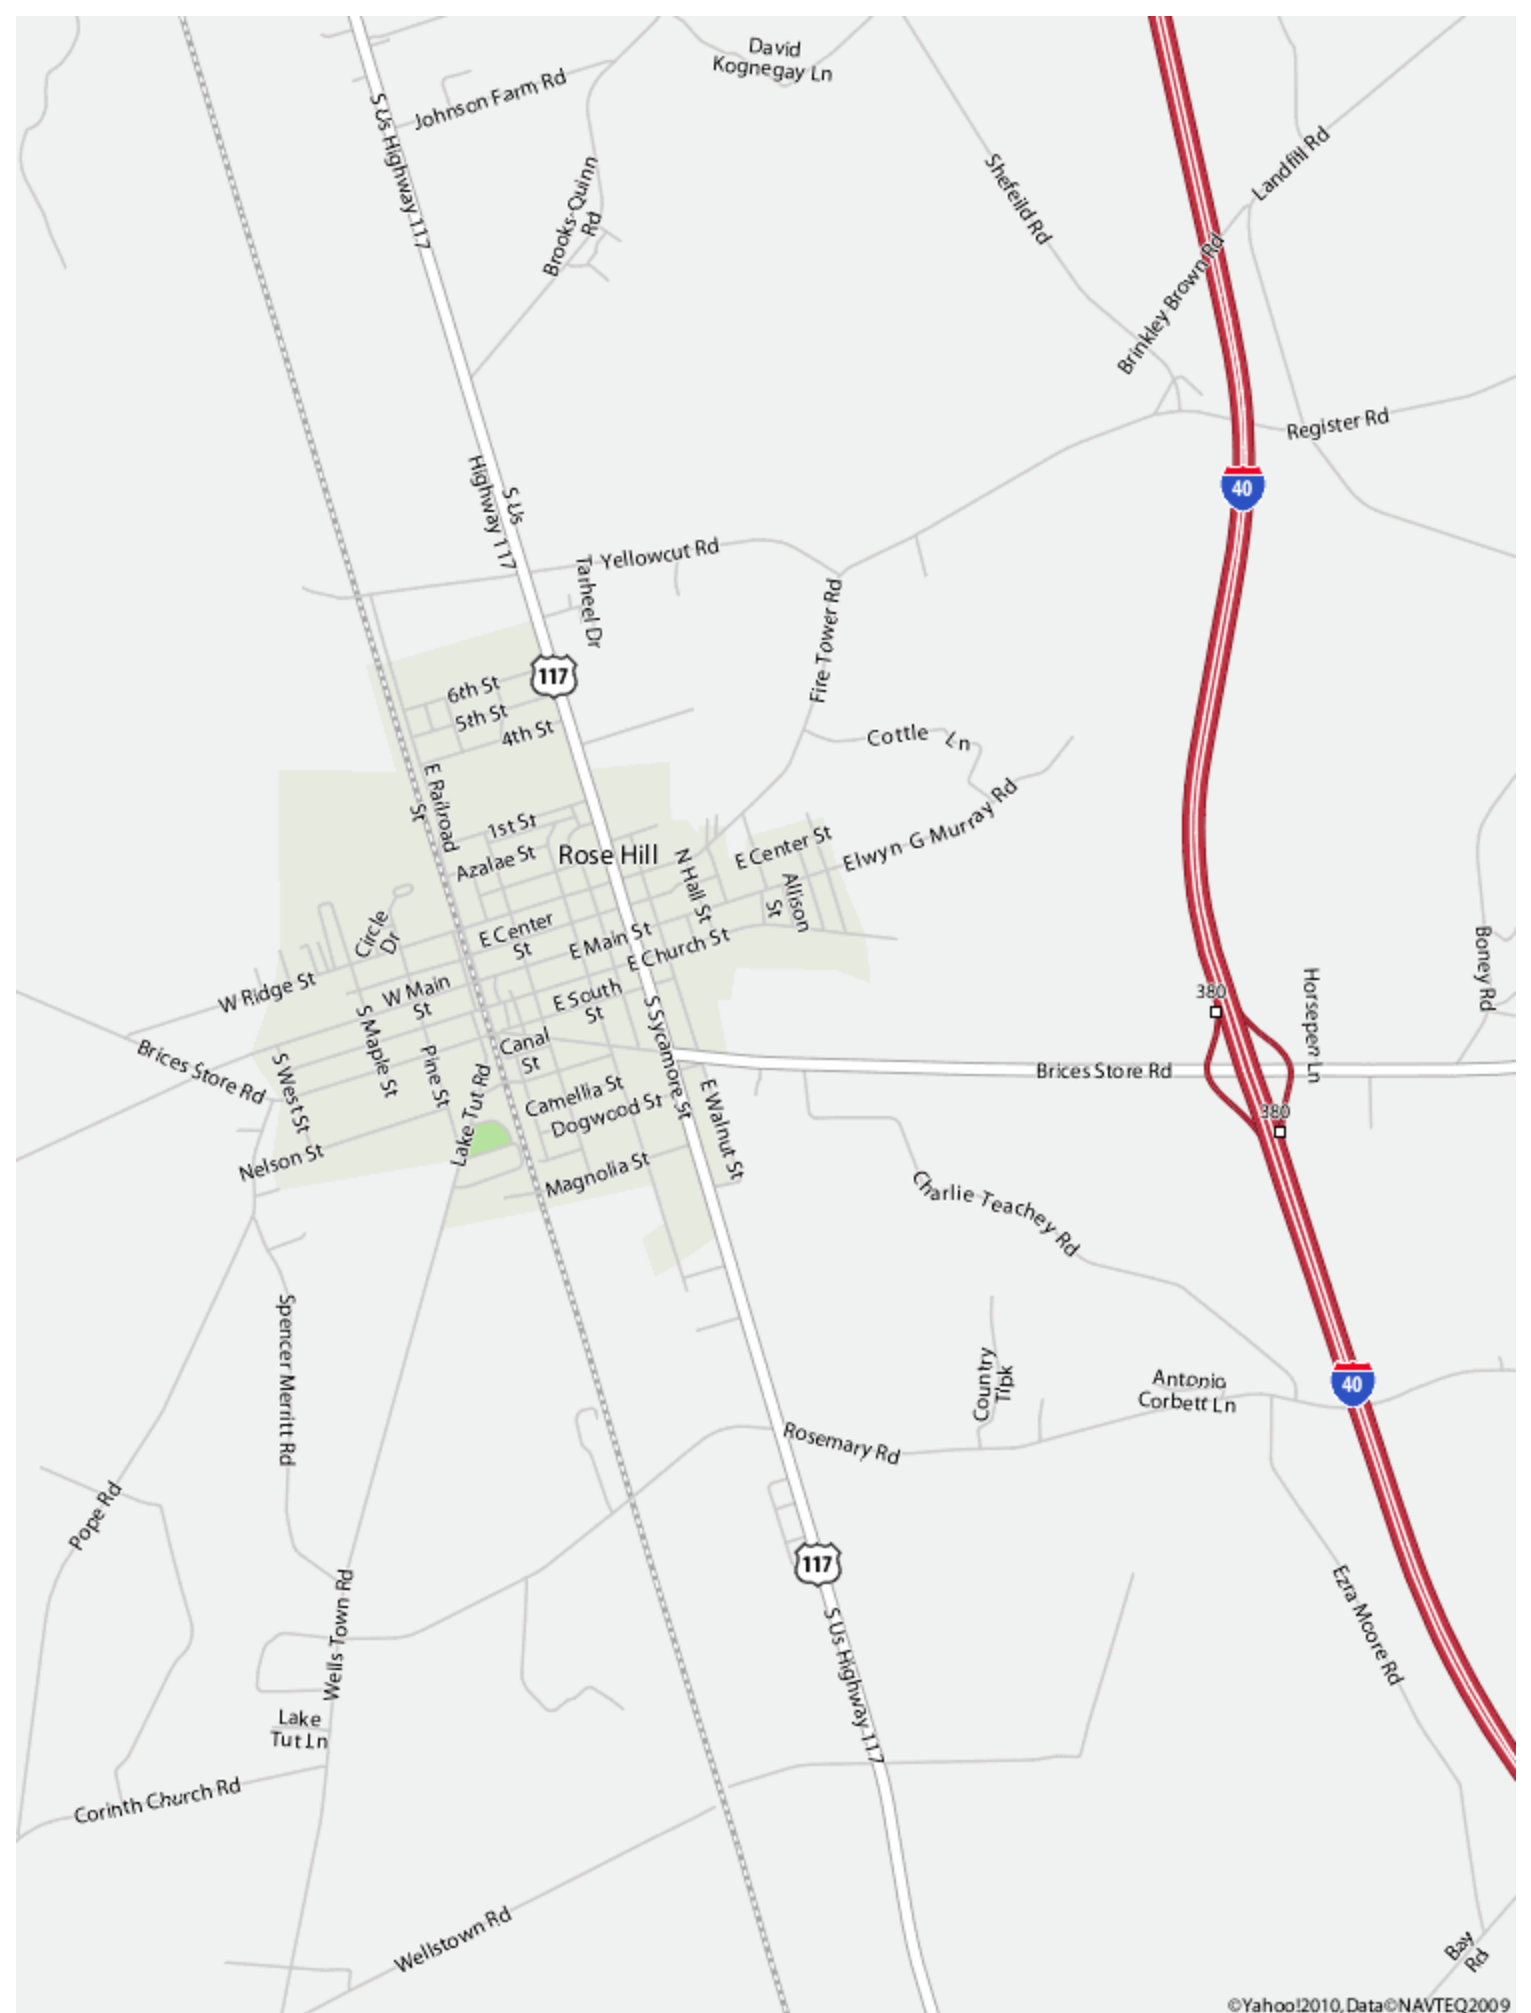 David
Kognegay Ln
Johnson Farm Rd
S Us Highway 117
Landfill Rd
Shefeild Rd
Brooks-Quinn
Rd
Brinkley Brown Rd
Register Rd
40
S Us
Highway 117
Yellowcut Rd
Tarheel Dr
Fire Tower Rd
117
6th St
5th St
4th St
Cottle Ln
E Railroad
St
1st St
Azalae St
Rose Hill
E Center St
Elwyn G Murray Rd
N Hall St
Allison
St
Circle
Dr
E Center
St
E Main St
E Church St
Boney Rd
W Ridge St
W Main
St
E South
St
380
Horsepen Ln
S Maple St
S Sycamore St
Canal
St
Brices Store Rd
Brices Store Rd
S West St
Pine St
Lake Tut Rd
Camellia St
Dogwood St
E Walnut St
380
Nelson St
Magnolia St
Charlie Teachey Rd
Spencer Merritt Rd
Country
Tlpk
Antonio
Corbett Ln
40
Rosemary Rd
Pope Rd
117
Ezra Moore Rd
Wells Town Rd
S Us Highway 117
Lake
Tut Ln
Corinth Church Rd
Wellstown Rd
Bay
Rd
©Yahoo!2010, Data©NAVTEQ2009